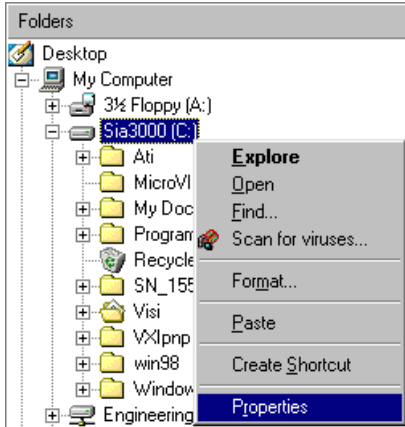 Folders
Desktop
My Computer
3½ Floppy (A:)
Sia3000 (C:)
Ati
MicroVI
My Doc
Program
Recycle
SN_155
Visi
VXIpnp
win98
Window
Engineering
Explore
Open
Find...
Scan for viruses...
Format...
Paste
Create Shortcut
Properties